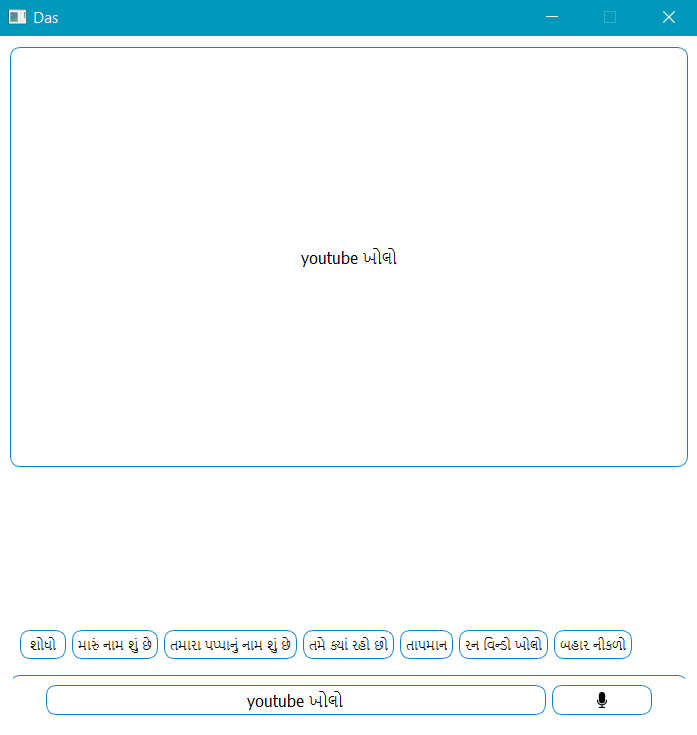 Das
youtube ખોલો
શોધો મારું નામ શું છે તમારા પપ્પાનું નામ શું છે તમે ક્યાં રહો છો તાપમાન રન વિન્ડો ખોલો બહાર નીકળો
youtube ખોલો